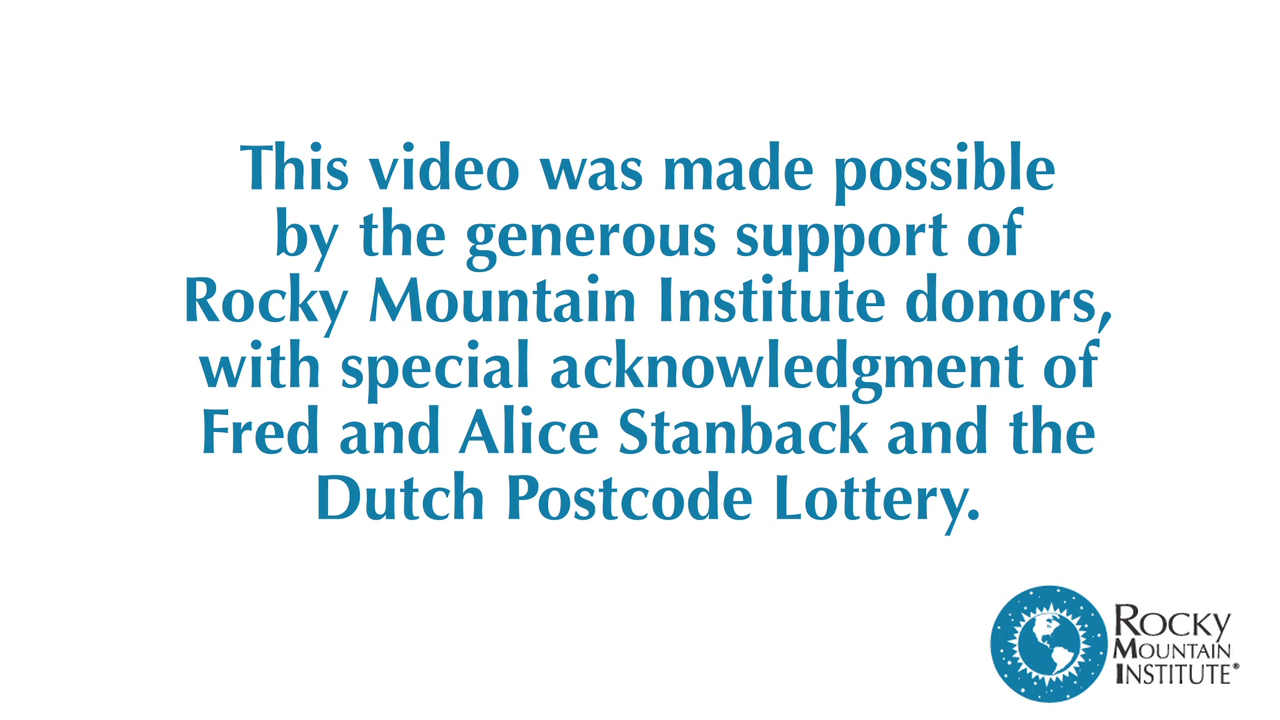 This video was made possible
by the generous support of
Rocky Mountain Institute donors,
with special acknowledgment of
Fred and Alice Stanback and the
Dutch Postcode Lottery.
ROCKY
MOUNTAIN
INSTITUTE®